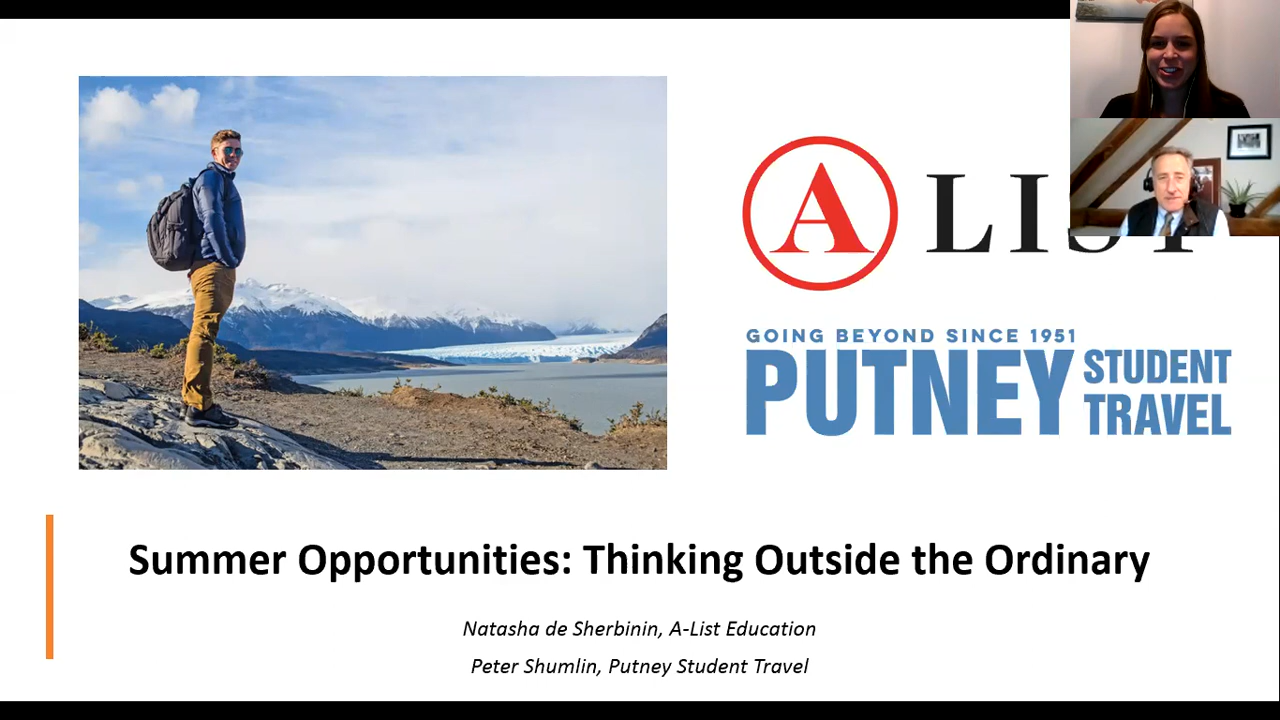 A LIST
GOING BEYOND SINCE 1951
PUTNEY STUDENT TRAVEL
Summer Opportunities: Thinking Outside the Ordinary
Natasha de Sherbinin, A-List Education
Peter Shumlin, Putney Student Travel